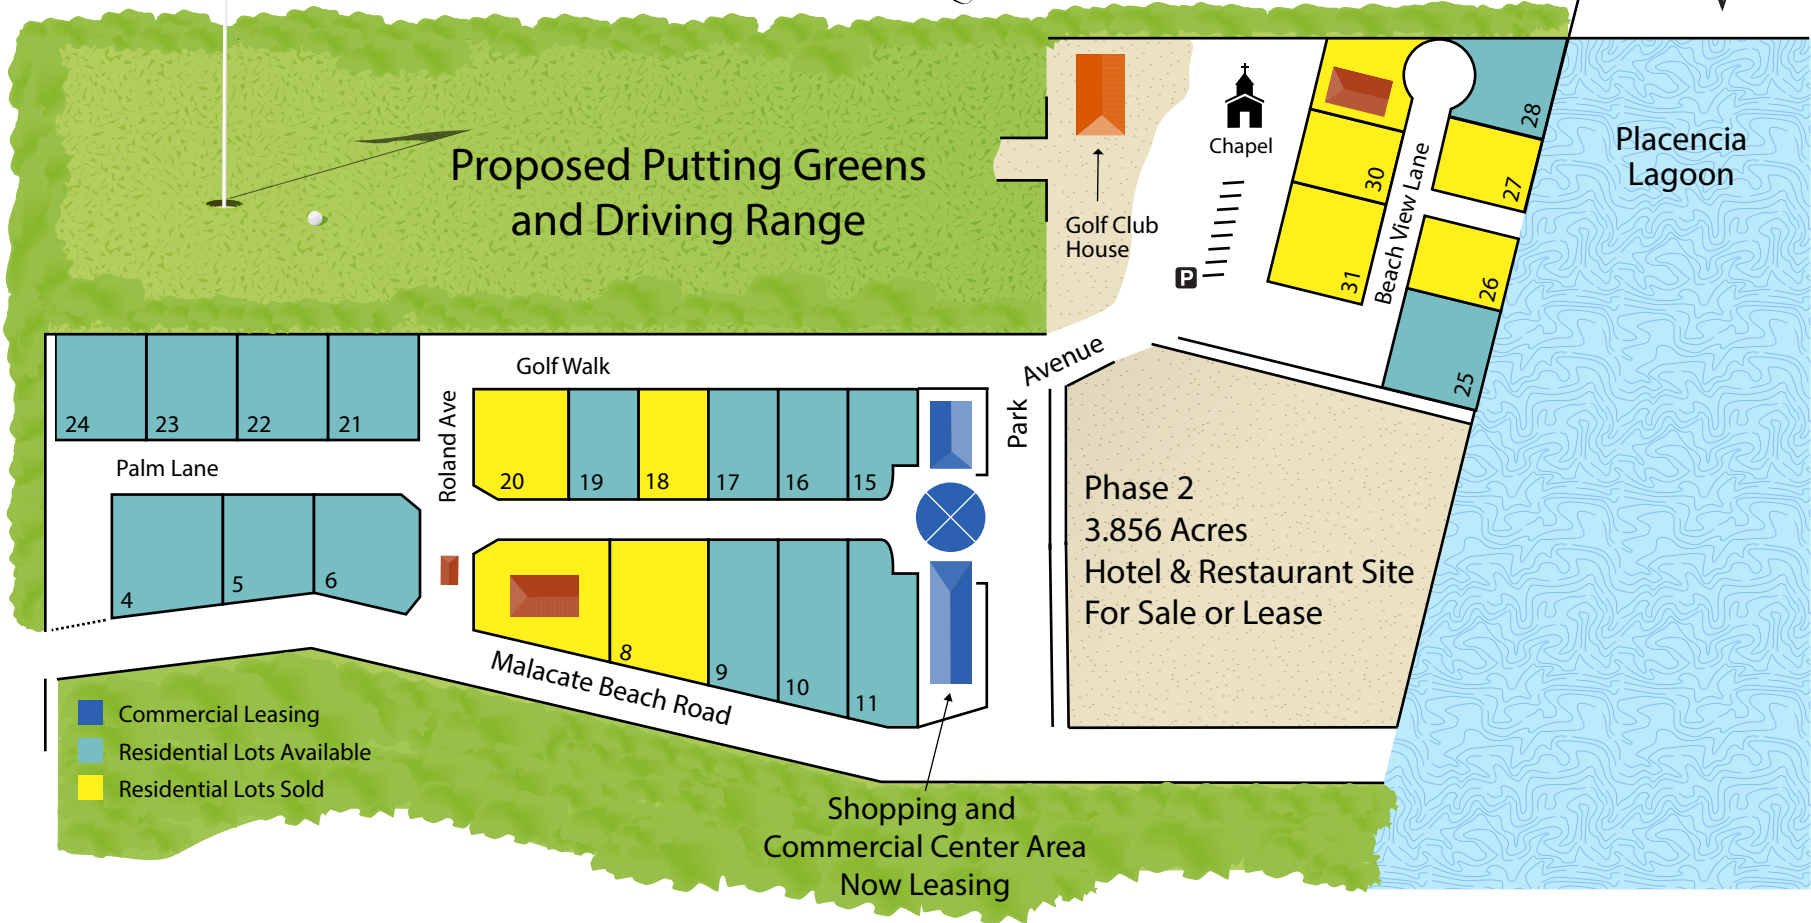 Proposed Putting Greens
and Driving Range
Chapel
Golf Club
House
P
Placencia
Lagoon
28
27
26
25
30
31
Beach View Lane
Golf Walk
Park
Avenue
24
23
22
21
Palm Lane
Roland Ave
20
19
18
17
16
15
4
5
6
8
9
10
11
Malacate Beach Road
Phase 2
3.856 Acres
Hotel & Restaurant Site
For Sale or Lease
Commercial Leasing
Residential Lots Available
Residential Lots Sold
Shopping and
Commercial Center Area
Now Leasing